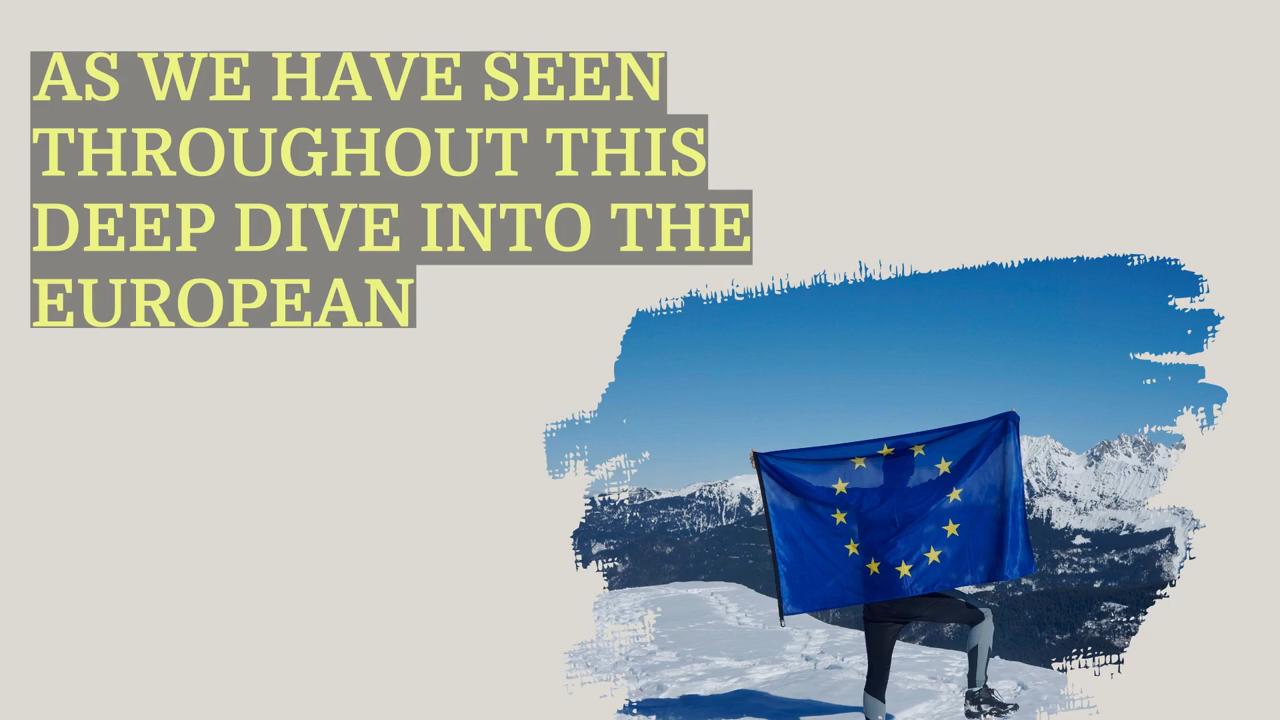 AS WE HAVE SEEN
THROUGHOUT THIS
DEEP DIVE INTO THE
EUROPEAN